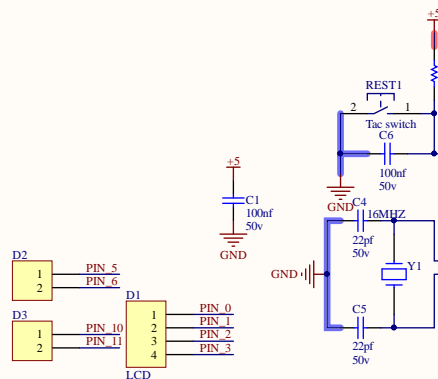 +5
REST1
2 1
Tac switch
C6
100nf
50v
GND
+5
C1
100nf
50v
GND
C4
16MHZ
22pf
50v
GND
Y1
C5
22pf
50v
D2
1 PIN_5
2 PIN_6
D3
1 PIN_10
2 PIN_11
D1
1 PIN_0
2 PIN_1
3 PIN_2
4 PIN_3
LCD